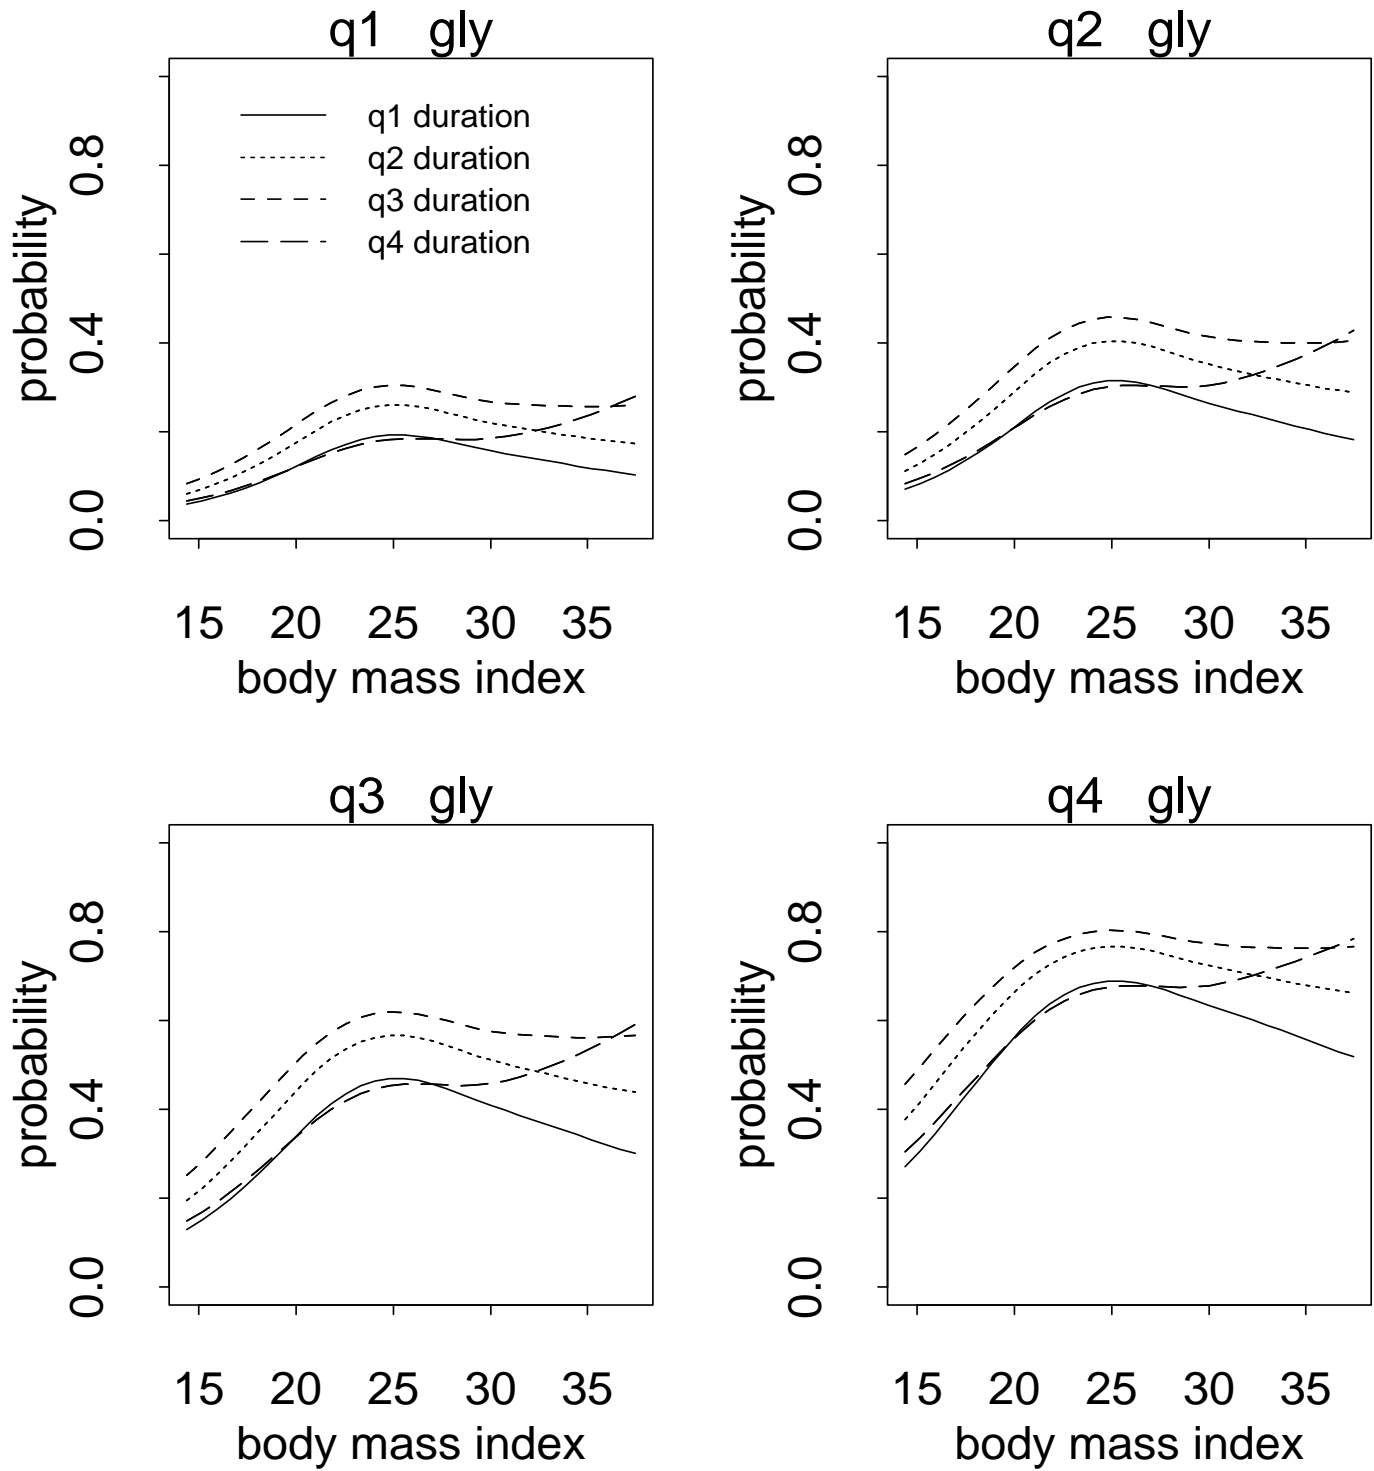 q1 gly
q1 duration
q2 duration
q3 duration
q4 duration
probability
0.0 0.4 0.8
15 20 25 30 35
body mass index
q2 gly
probability
0.0 0.4 0.8
15 20 25 30 35
body mass index
q3 gly
probability
0.0 0.4 0.8
15 20 25 30 35
body mass index
q4 gly
probability
0.0 0.4 0.8
15 20 25 30 35
body mass index